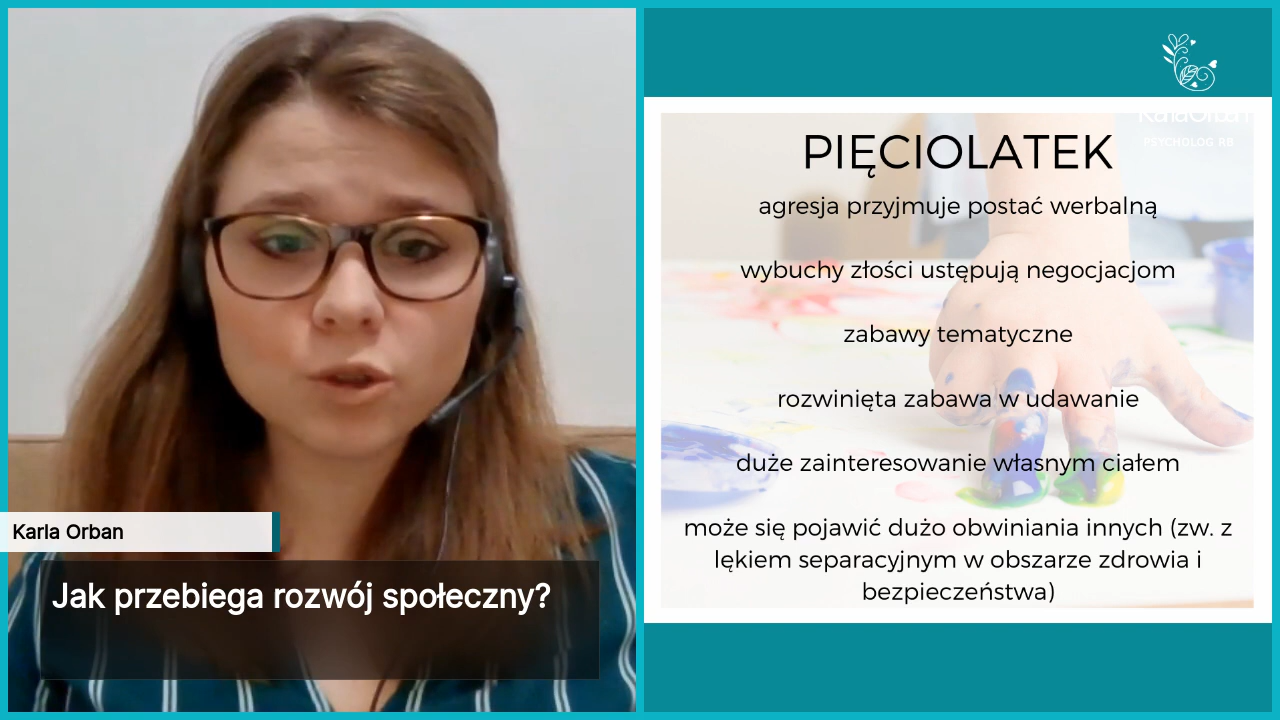 Karla Orban
Jak przebiega rozwój społeczny?
Karla Orban
PSYCHOLOG RB
PIĘCIOLATEK
agresja przyjmuje postać werbalną
wybuchy złości ustępują negocjacjom
zabawy tematyczne
rozwinięta zabawa w udawanie
duże zainteresowanie własnym ciałem
może się pojawić dużo obwiniania innych (zw. z
lękiem separacyjnym w obszarze zdrowia i
bezpieczeństwa)